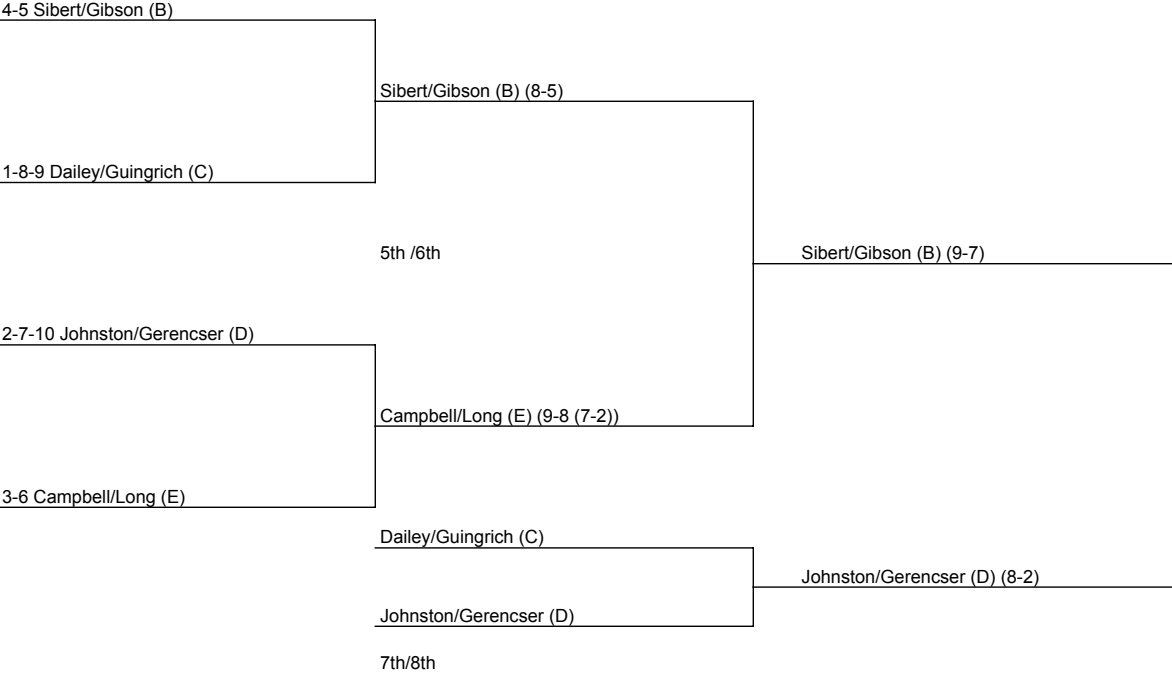 4-5 Sibert/Gibson (B)
Sibert/Gibson (B) (8-5)
1-8-9 Dailey/Guingrich (C)
5th /6th
Sibert/Gibson (B) (9-7)
2-7-10 Johnston/Gerencser (D)
Campbell/Long (E) (9-8 (7-2))
3-6 Campbell/Long (E)
Dailey/Guingrich (C)
Johnston/Gerencser (D) (8-2)
Johnston/Gerencser (D)
7th/8th